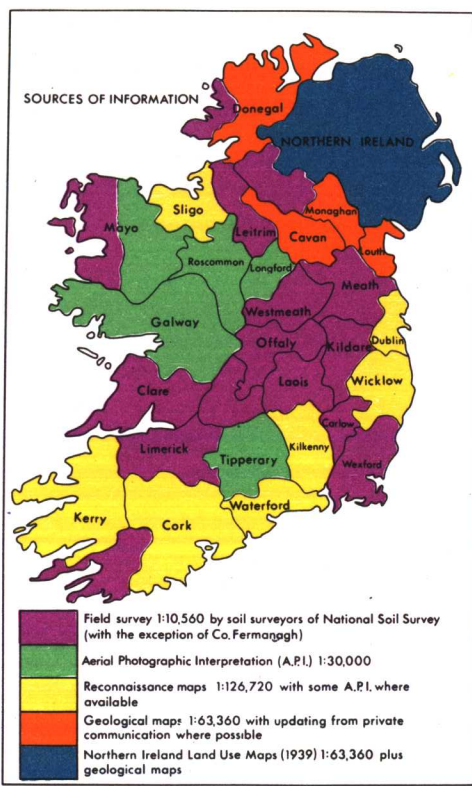 SOURCES OF INFORMATION
Donegal
NORTHERN IRELAND
Sligo
Monaghan
Mayo
Leitrim
Cavan
Louth
Roscommon
Longford
Meath
Westmeath
Galway
Offaly
Kildare
Dublin
Clare
Laois
Wicklow
Carlow
Limerick
Kilkenny
Tipperary
Wexford
Waterford
Kerry
Cork
Field survey 1:10,560 by soil surveyors of National Soil Survey
(with the exception of Co. Fermanagh)
Aerial Photographic Interpretation (A.P.I.) 1:30,000
Reconnaissance maps 1:126,720 with some A.P.I. where
available
Geological maps 1:63,360 with updating from private
communication where possible
Northern Ireland Land Use Maps (1939) 1:63,360 plus
geological maps